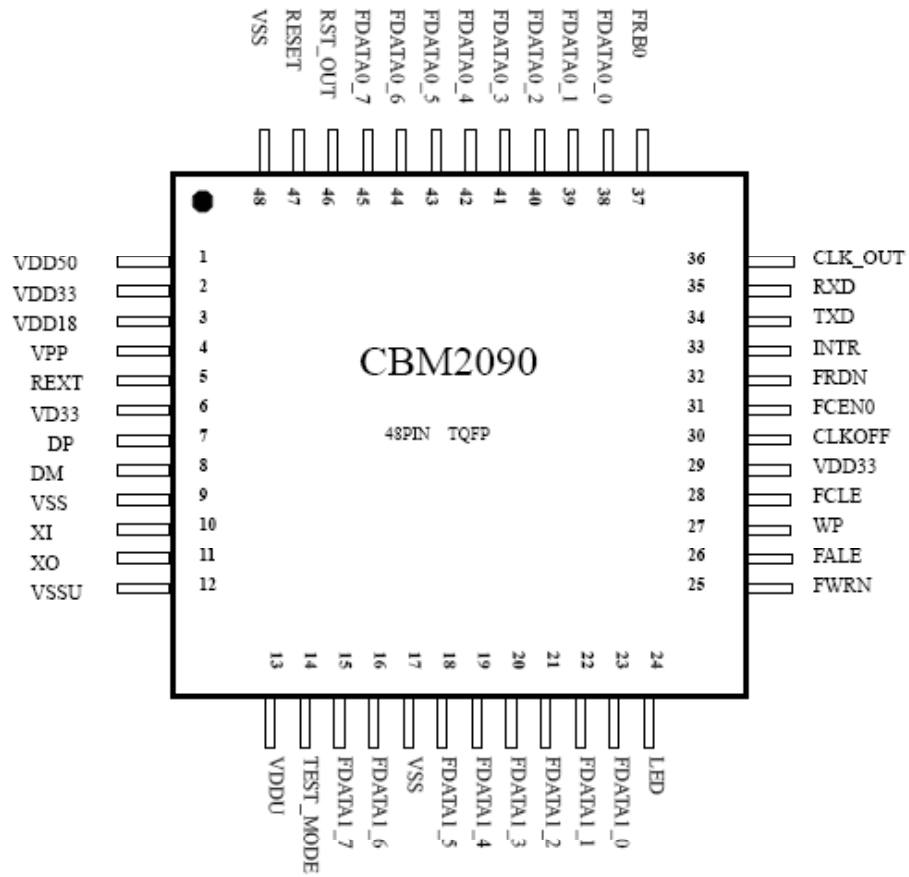 VSS
RESET
RST_OUT
FDATA0_7
FDATA0_6
FDATA0_5
FDATA0_4
FDATA0_3
FDATA0_2
FDATA0_1
FDATA0_0
FRB0
48
47
46
45
44
43
42
41
40
39
38
37
VDD50 1
VDD33 2
VDD18 3
VPP 4
REXT 5
VD33 6
DP 7
DM 8
VSS 9
XI 10
XO 11
VSSU 12
CBM2090
48PIN TQFP
36 CLK_OUT
35 RXD
34 TXD
33 INTR
32 FRDN
31 FCEN0
30 CLKOFF
29 VDD33
28 FCLE
27 WP
26 FALE
25 FWRN
13
14
15
16
17
18
19
20
21
22
23
24
VDDU
TEST_MODE
FDATA1_7
FDATA1_6
VSS
FDATA1_5
FDATA1_4
FDATA1_3
FDATA1_2
FDATA1_1
FDATA1_0
LED